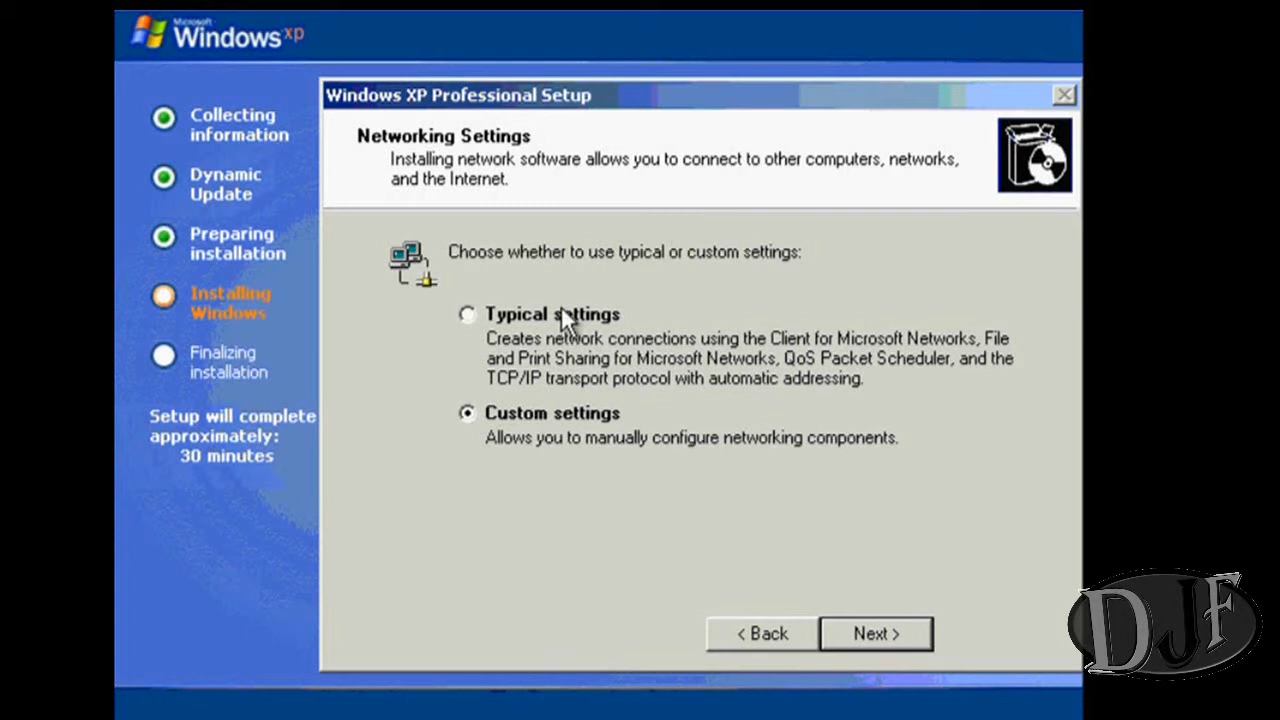 Microsoft
Windows xp
Collecting
information
Dynamic
Update
Preparing
installation
Installing
Windows
Finalizing
installation
Setup will complete
approximately:
30 minutes
Windows XP Professional Setup
Networking Settings
Installing network software allows you to connect to other computers, networks,
and the Internet.
Choose whether to use typical or custom settings:
Typical settings
Creates network connections using the Client for Microsoft Networks, File
and Print Sharing for Microsoft Networks, QoS Packet Scheduler, and the
TCP/IP transport protocol with automatic addressing.
Custom settings
Allows you to manually configure networking components.
< Back
Next >
DJF